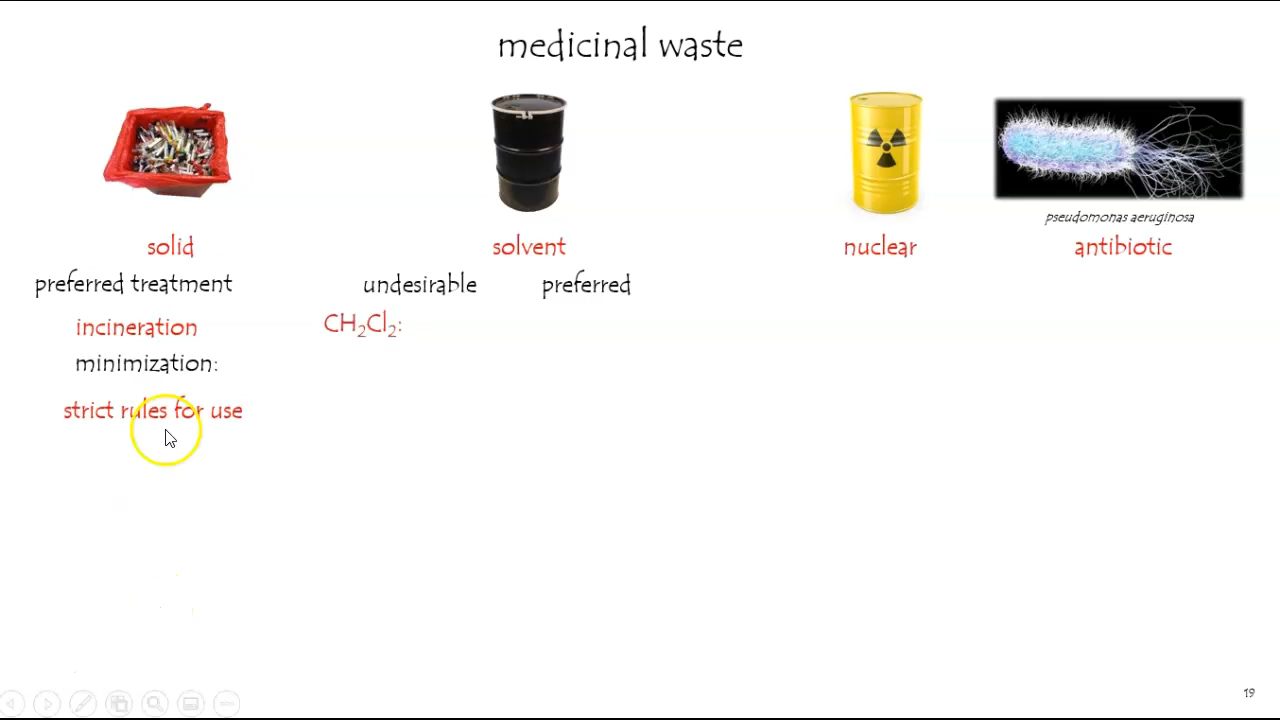 medicinal waste
pseudomonas aeruginosa
solid
solvent
nuclear
antibiotic
preferred treatment
undesirable
preferred
incineration
CH₂Cl₂:
minimization:
strict rules for use
19